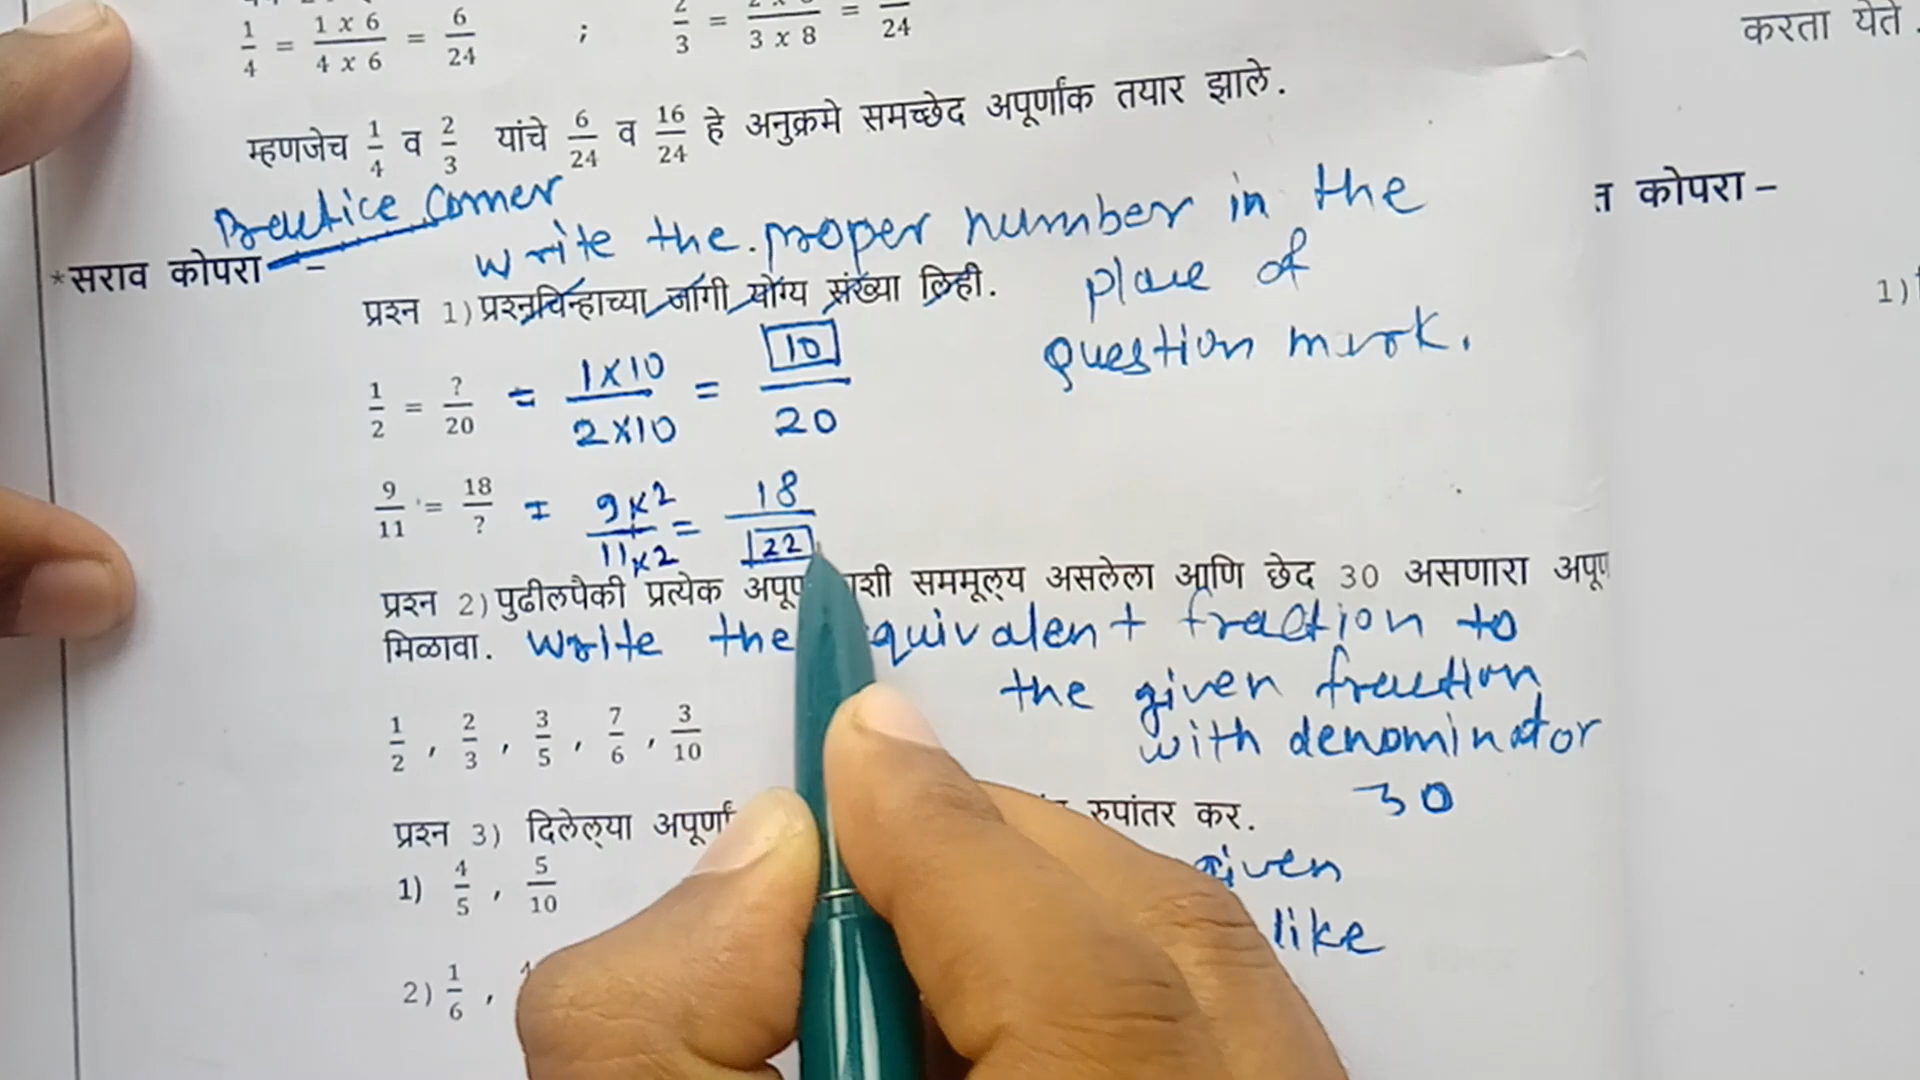 1/4 = 1 x 6 / 4 x 6 = 6/24 ; 2/3 = / 3 x 8 = /24
करता येते.
म्हणजेच 1/4 व 2/3 यांचे 6/24 व 16/24 हे अनुक्रमे समच्छेद अपूर्णांक तयार झाले.
Practice Corner
write the proper number in the
*सराव कोपरा -
कोपरा -
प्रश्न 1) प्रश्नचिन्हाच्या जागी योग्य संख्या लिही.
place of
question mark.
1)
1/2 = ?/20 = 1x10 / 2x10 = 10/20
9/11 = 18/? = 9x2 / 11x2 = 18/22
प्रश्न 2) पुढीलपैकी प्रत्येक सममूल्य असलेला आणि छेद 30 असणारा
मिळावा. write the equivalent fraction to
the given fraction
with denominator
30
1/2 , 2/3 , 3/5 , 7/6 , 3/10
प्रश्न 3) दिलेल्या रुपांतर कर.
given
1) 4/5 , 5/10
like
2) 1/6 ,